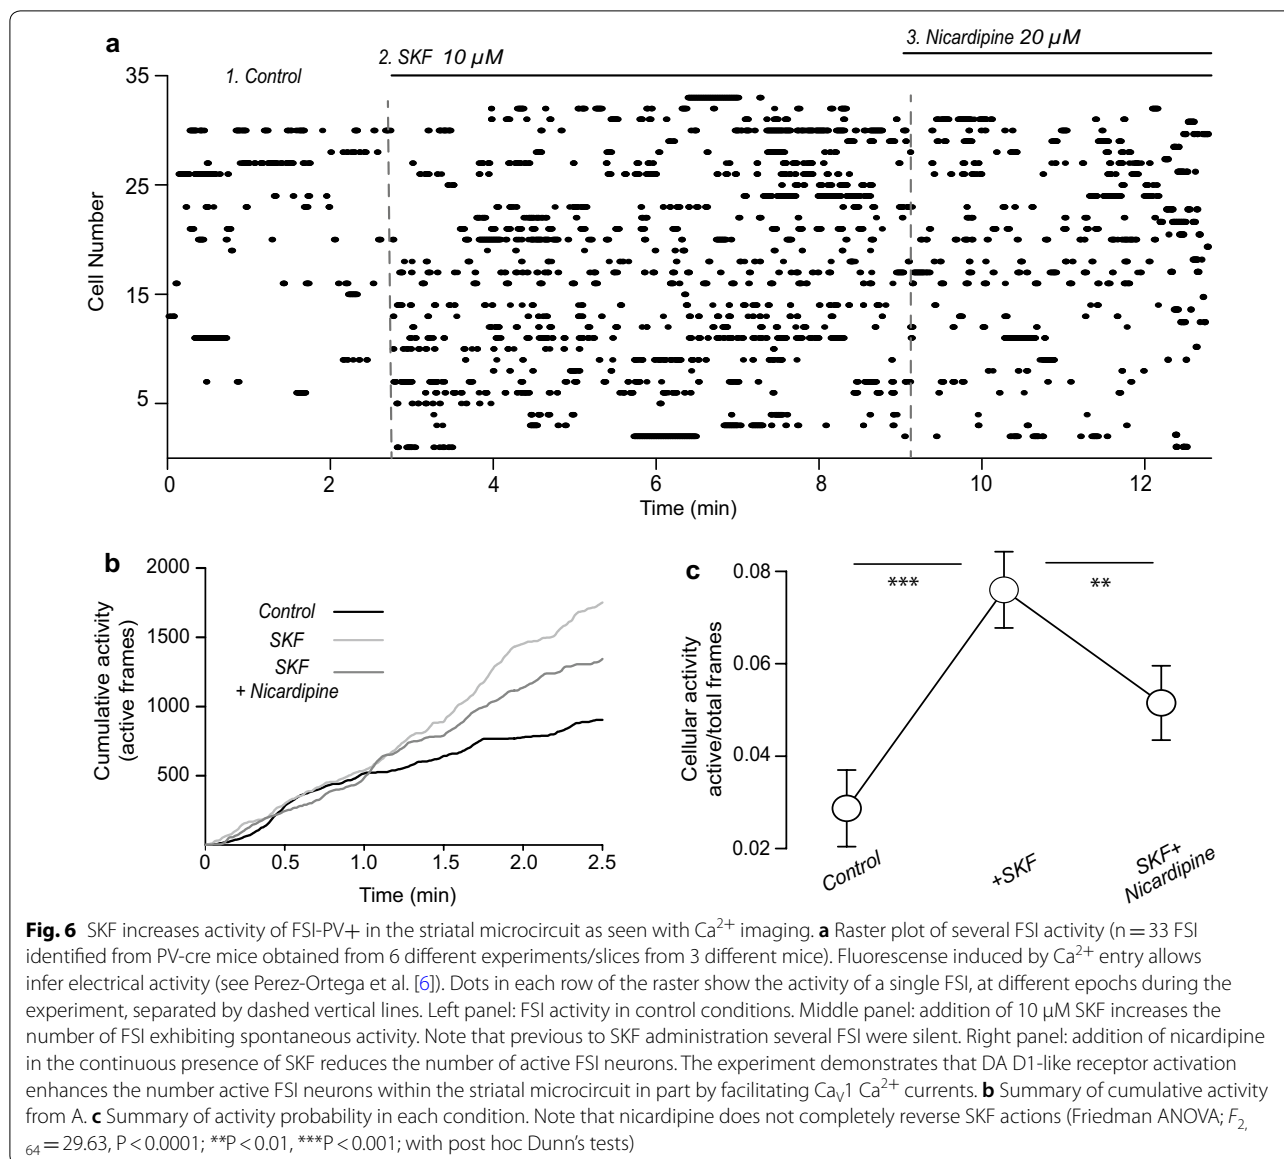 a
3. Nicardipine 20 µM
2. SKF 10 µM
1. Control
35
25
15
5
Cell Number
0 2 4 6 8 10 12
Time (min)
b
2000
1500
1000
500
Cumulative activity
(active frames)
Control
SKF
SKF
+ Nicardipine
0 0.5 1.0 1.5 2.0 2.5
Time (min)
c
0.08
0.06
0.04
0.02
Cellular activity
active/total frames
*** **
Control +SKF SKF+
Nicardipine
Fig. 6 SKF increases activity of FSI-PV+ in the striatal microcircuit as seen with Ca2+ imaging. a Raster plot of several FSI activity (n = 33 FSI
identified from PV-cre mice obtained from 6 different experiments/slices from 3 different mice). Fluorescense induced by Ca2+ entry allows
infer electrical activity (see Perez-Ortega et al. [6]). Dots in each row of the raster show the activity of a single FSI, at different epochs during the
experiment, separated by dashed vertical lines. Left panel: FSI activity in control conditions. Middle panel: addition of 10 µM SKF increases the
number of FSI exhibiting spontaneous activity. Note that previous to SKF administration several FSI were silent. Right panel: addition of nicardipine
in the continuous presence of SKF reduces the number of active FSI neurons. The experiment demonstrates that DA D1-like receptor activation
enhances the number active FSI neurons within the striatal microcircuit in part by facilitating CaV1 Ca2+ currents. b Summary of cumulative activity
from A. c Summary of activity probability in each condition. Note that nicardipine does not completely reverse SKF actions (Friedman ANOVA; F2,
64 = 29.63, P < 0.0001; **P < 0.01, ***P < 0.001; with post hoc Dunn's tests)